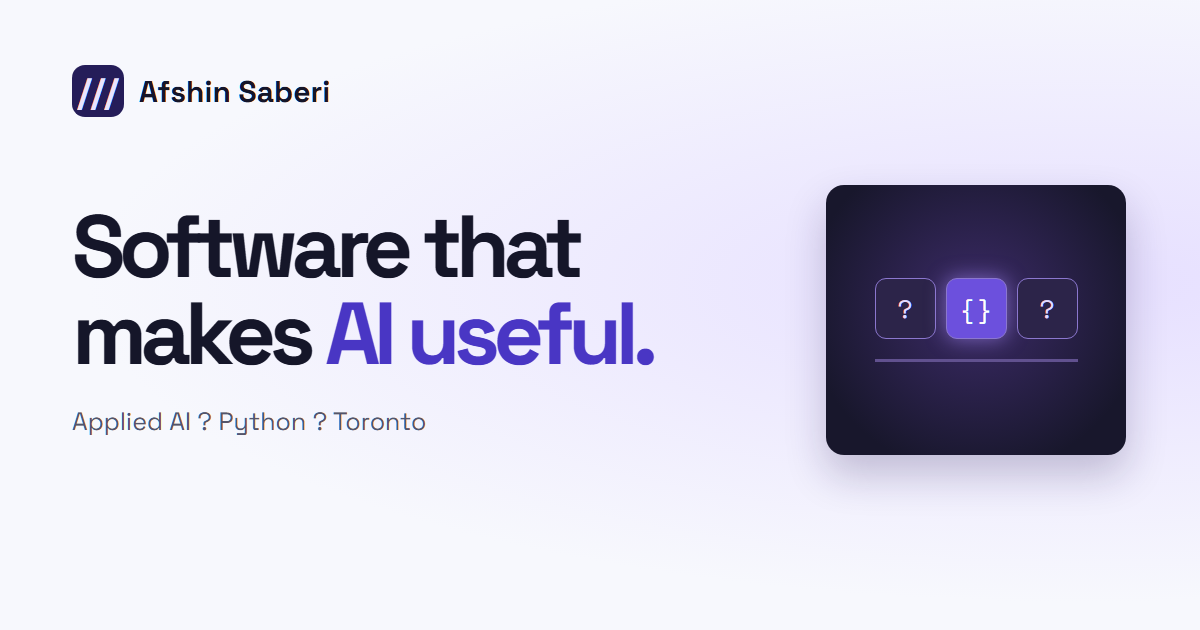 Afshin Saberi
Software that
makes AI useful.
Applied AI ? Python ? Toronto
? {} ?